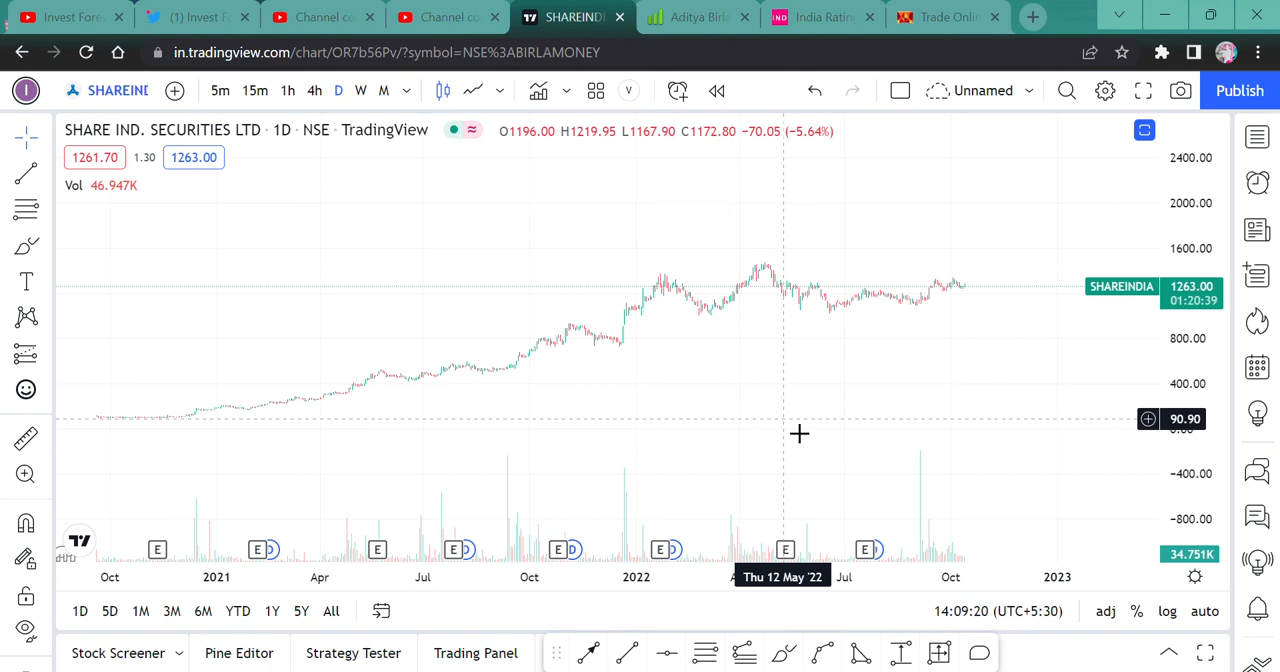 Invest Fore
(1) Invest F
Channel co
Channel co
SHAREIND
Aditya Birla
IND
India Ratin
Trade Onlin
in.tradingview.com/chart/OR7b56Pv/?symbol=NSE%3ABIRLAMONEY
I
SHAREIND
5m 15m 1h 4h D W M
V
Unnamed
Publish
SHARE IND. SECURITIES LTD · 1D · NSE · TradingView
O1196.00 H1219.95 L1167.90 C1172.80 −70.05 (−5.64%)
1261.70 1.30 1263.00
Vol 46.947K
2400.00
2000.00
1600.00
SHAREINDIA 1263.00
01:20:39
800.00
400.00
90.90
−400.00
−800.00
34.751K
E E D E E D E D E D E E D
Oct 2021 Apr Jul Oct 2022 Thu 12 May '22 Jul Oct 2023
1D 5D 1M 3M 6M YTD 1Y 5Y All
14:09:20 (UTC+5:30) adj % log auto
Stock Screener Pine Editor Strategy Tester Trading Panel